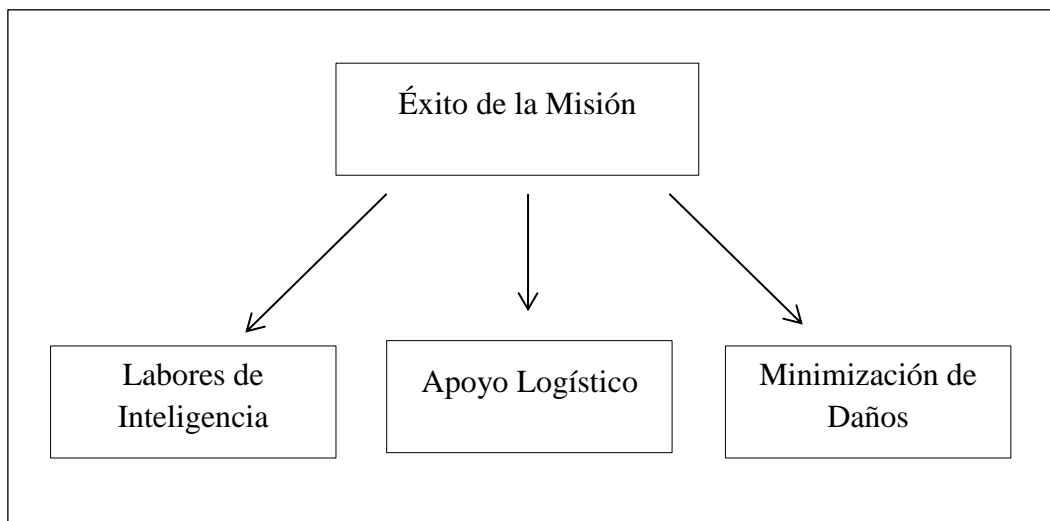 Éxito de la Misión
Labores de
Inteligencia
Apoyo Logístico
Minimización de
Daños